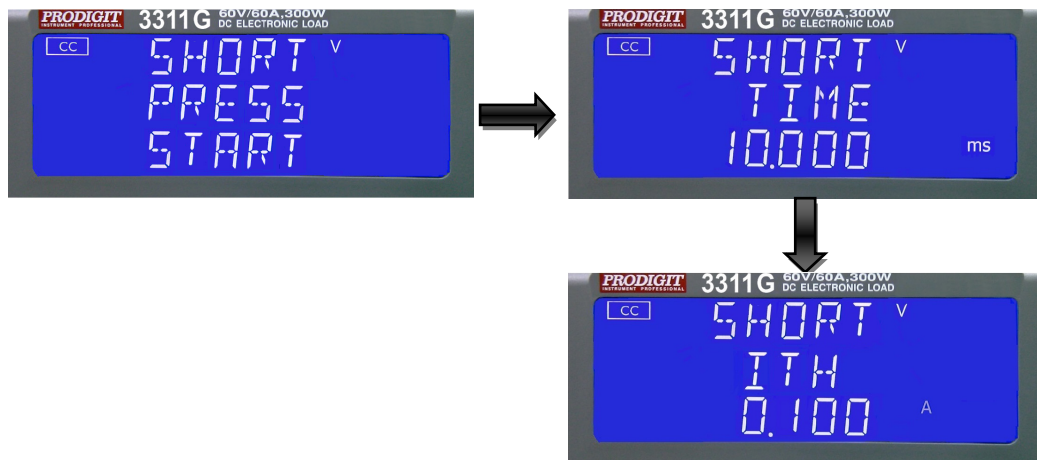 PRODIGIT 3311G 60V/60A,300W
INSTRUMENT PROFESSIONAL DC ELECTRONIC LOAD
CC SHORT V
PRESS
START
PRODIGIT 3311G 60V/60A,300W
INSTRUMENT PROFESSIONAL DC ELECTRONIC LOAD
CC SHORT V
TIME
10.000 ms
PRODIGIT 3311G 60V/60A,300W
INSTRUMENT PROFESSIONAL DC ELECTRONIC LOAD
CC SHORT V
ITH
0.100 A